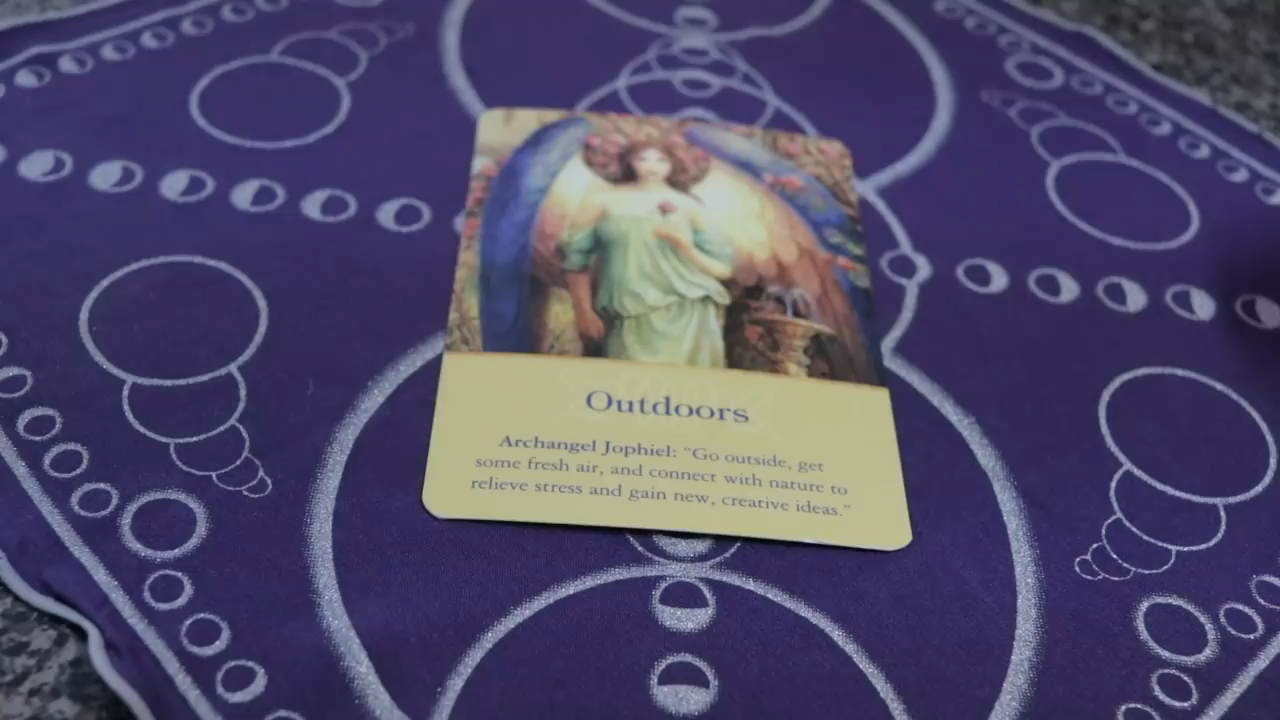 Outdoors
Archangel Jophiel: "Go outside, get
some fresh air, and connect with nature to
relieve stress and gain new, creative ideas."